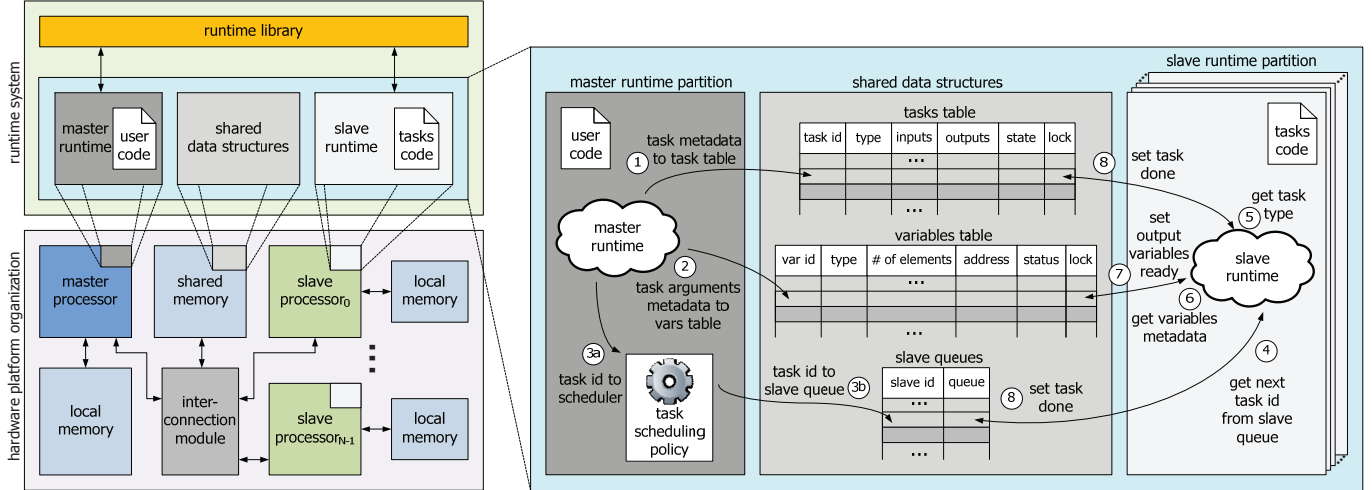 runtime system
runtime library
master
runtime
user
code
shared
data structures
slave
runtime
tasks
code
hardware platform organization
master
processor
shared
memory
slave
processor0
local
memory
local
memory
inter-
connection
module
slave
processorN-1
local
memory
master runtime partition
user
code
1
task metadata
to task table
master
runtime
2
task arguments
metadata to
vars table
3a
task id to
scheduler
task
scheduling
policy
shared data structures
tasks table
task id type inputs outputs state lock
...
...
variables table
var id type # of elements address status lock
...
...
slave queues
slave id queue
...
...
task id to
slave queue
3b
8
set task
done
slave runtime partition
tasks
code
8
set task
done
5
get task
type
set
output
variables
ready
7
slave
runtime
6
get variables
metadata
4
get next
task id
from slave
queue